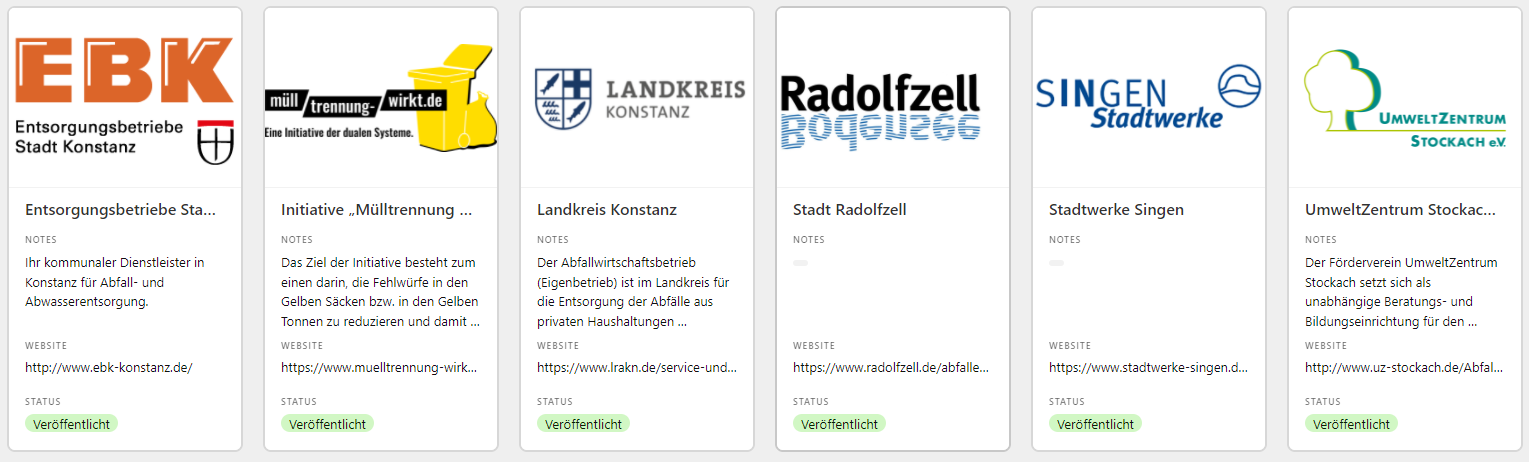 EBK
Entsorgungsbetriebe
Stadt Konstanz
Entsorgungsbetriebe Sta...
NOTES
Ihr kommunaler Dienstleister in
Konstanz für Abfall- und
Abwasserentsorgung.
WEBSITE
http://www.ebk-konstanz.de/
STATUS
Veröffentlicht
müll trennung- wirkt.de
Eine Initiative der dualen Systeme.
Initiative „Mülltrennung ...
NOTES
Das Ziel der Initiative besteht zum
einen darin, die Fehlwürfe in den
Gelben Säcken bzw. in den Gelben
Tonnen zu reduzieren und damit ...
WEBSITE
https://www.muelltrennung-wirk...
STATUS
Veröffentlicht
LANDKREIS
KONSTANZ
Landkreis Konstanz
NOTES
Der Abfallwirtschaftsbetrieb
(Eigenbetrieb) ist im Landkreis für
die Entsorgung der Abfälle aus
privaten Haushaltungen ...
WEBSITE
https://www.lrakn.de/service-und...
STATUS
Veröffentlicht
Radolfzell
Stadt Radolfzell
NOTES
WEBSITE
https://www.radolfzell.de/abfalle...
STATUS
Veröffentlicht
SINGEN
Stadtwerke
Stadtwerke Singen
NOTES
WEBSITE
https://www.stadtwerke-singen.d...
STATUS
Veröffentlicht
UMWELTZENTRUM
STOCKACH e.V.
UmweltZentrum Stockac...
NOTES
Der Förderverein UmweltZentrum
Stockach setzt sich als
unabhängige Beratungs- und
Bildungseinrichtung für den ...
WEBSITE
http://www.uz-stockach.de/Abfal...
STATUS
Veröffentlicht